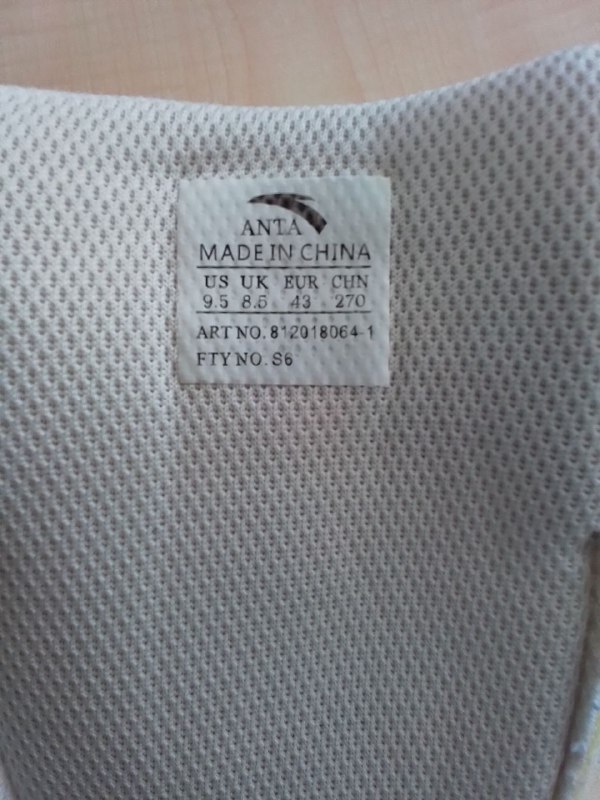 ANTA
MADE IN CHINA
US UK EUR CHN
9.5 8.5 43 270
ART NO. 812018064-1
FTY NO. S6